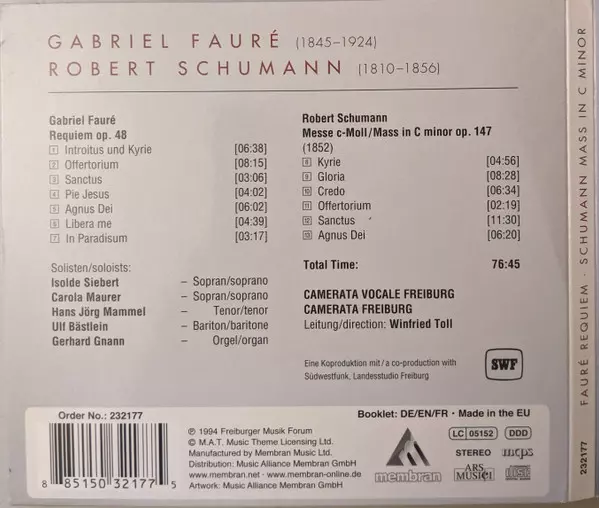 GABRIEL FAURÉ (1845–1924)
ROBERT SCHUMANN (1810–1856)
Gabriel Fauré
Requiem op. 48
1 Introitus und Kyrie [06:38]
2 Offertorium [08:15]
3 Sanctus [03:06]
4 Pie Jesus [04:02]
5 Agnus Dei [06:02]
6 Libera me [04:39]
7 In Paradisum [03:17]
Solisten/soloists:
Isolde Siebert – Sopran/soprano
Carola Maurer – Sopran/soprano
Hans Jörg Mammel – Tenor/tenor
Ulf Bästlein – Bariton/baritone
Gerhard Gnann – Orgel/organ
Robert Schumann
Messe c-Moll/Mass in C minor op. 147
(1852)
8 Kyrie [04:56]
9 Gloria [08:28]
10 Credo [06:34]
11 Offertorium [02:19]
12 Sanctus [11:30]
13 Agnus Dei [06:20]
Total Time: 76:45
CAMERATA VOCALE FREIBURG
CAMERATA FREIBURG
Leitung/direction: Winfried Toll
Eine Koproduktion mit/a co-production with
Südwestfunk, Landesstudio Freiburg
SWF
Order No.: 232177
8 85150 32177 5
℗ 1994 Freiburger Musik Forum
© M.A.T. Music Theme Licensing Ltd.
Manufactured by Membran Music Ltd.
Distribution: Music Alliance Membran GmbH
www.membran.net · www.membran-online.de
Artwork: Music Alliance Membran GmbH
membran
Booklet: DE/EN/FR · Made in the EU
LC 05152 DDD
STEREO mcps
ARS MUSICI
FAURÉ REQUIEM · SCHUMANN MASS IN C MINOR
232177